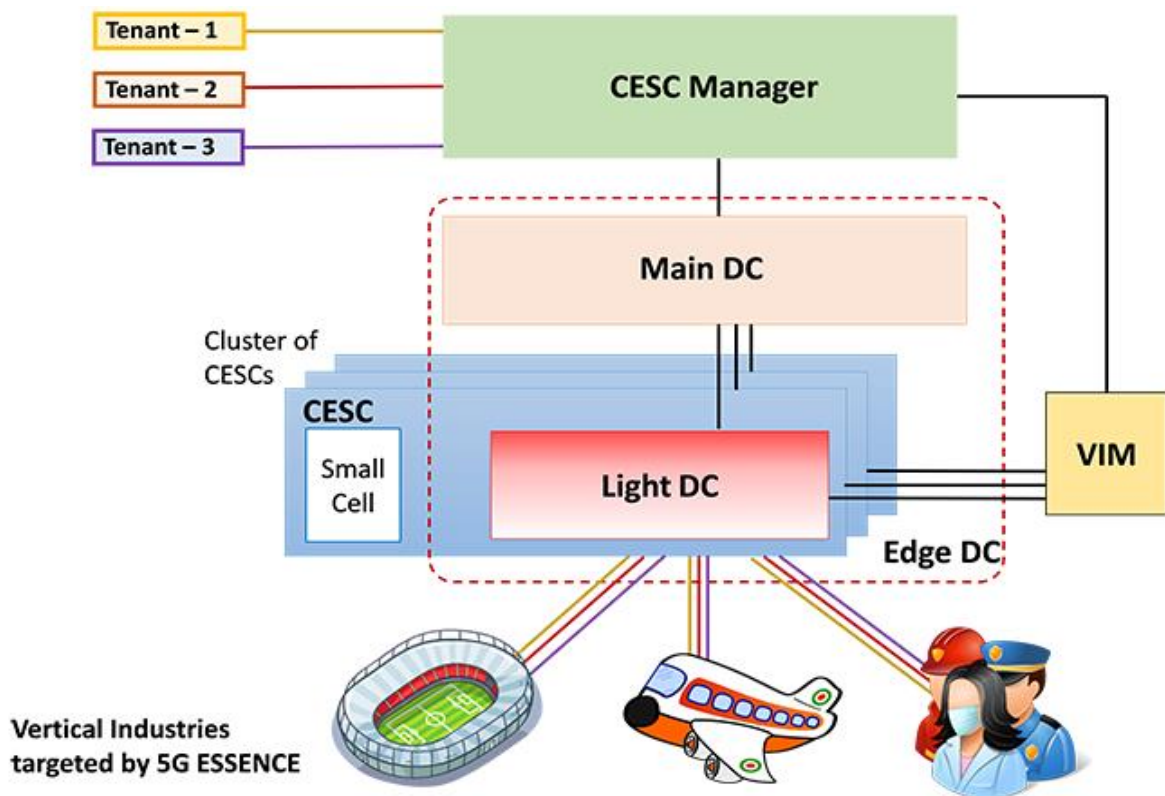 Tenant – 1
Tenant – 2
Tenant – 3
CESC Manager
Main DC
Cluster of
CESCs
CESC
Small
Cell
Light DC
VIM
Edge DC
Vertical Industries
targeted by 5G ESSENCE